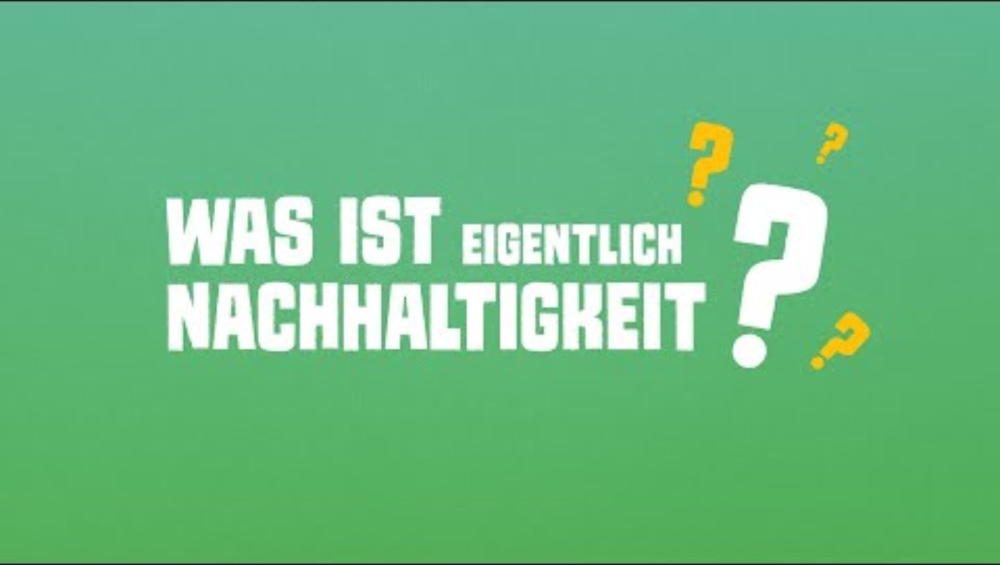 WAS IST EIGENTLICH
NACHHALTIGKEIT?
???